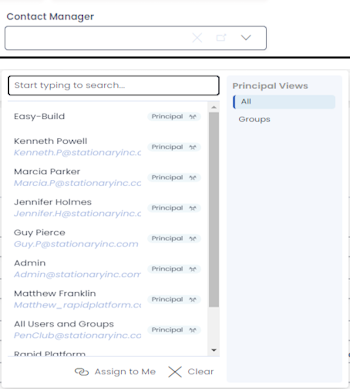 Contact Manager
Start typing to search...
Principal Views
All
Groups
Easy-Build
Principal
Kenneth Powell
Kenneth.P@stationaryinc.c
Principal
Marcia Parker
Marcia.P@stationaryinc.cc
Principal
Jennifer Holmes
Jennifer.H@stationaryinc.c
Principal
Guy Pierce
Guy.P@stationaryinc.com
Principal
Admin
Admin@stationaryinc.com
Principal
Matthew Franklin
Matthew_rapidplatform.c
Principal
All Users and Groups
PenClub@stationaryinc.cc
Principal
Rapid Platform
Assign to Me
Clear